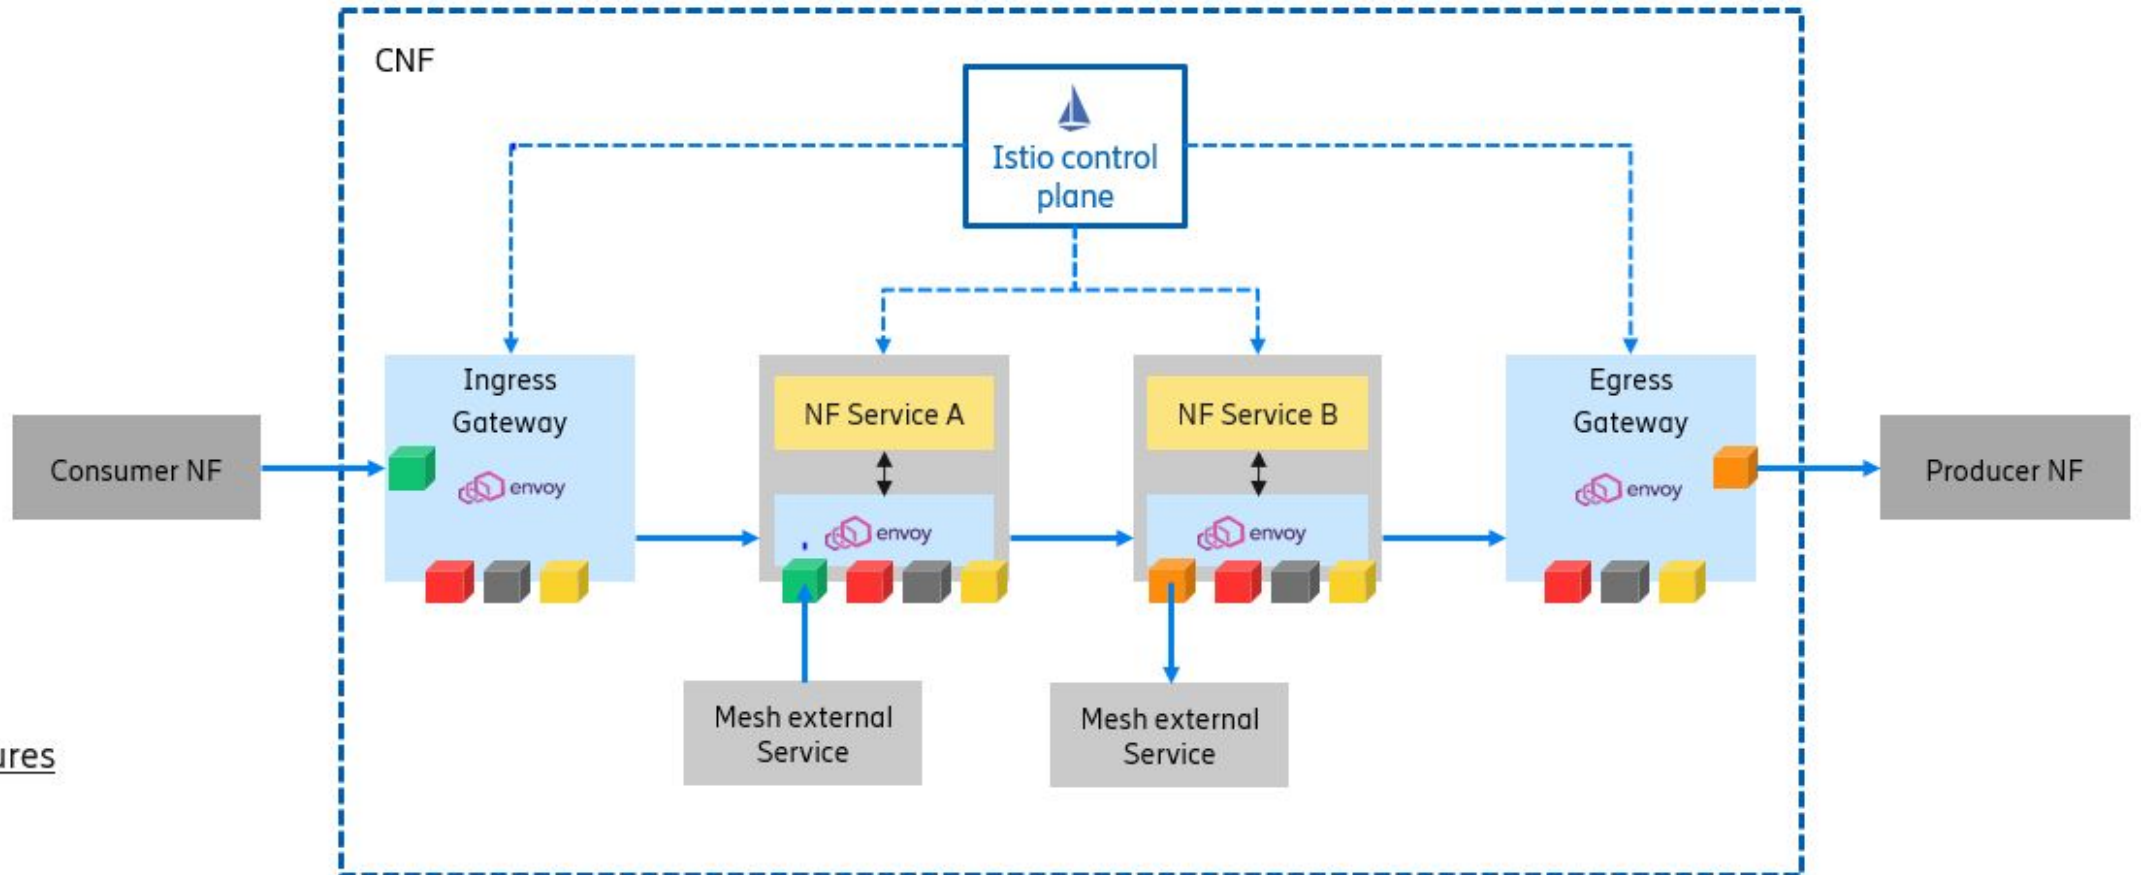 CNF
Istio control
plane
Ingress
Gateway
envoy
NF Service A
envoy
NF Service B
envoy
Egress
Gateway
envoy
Consumer NF
Producer NF
Mesh external
Service
Mesh external
Service
ures